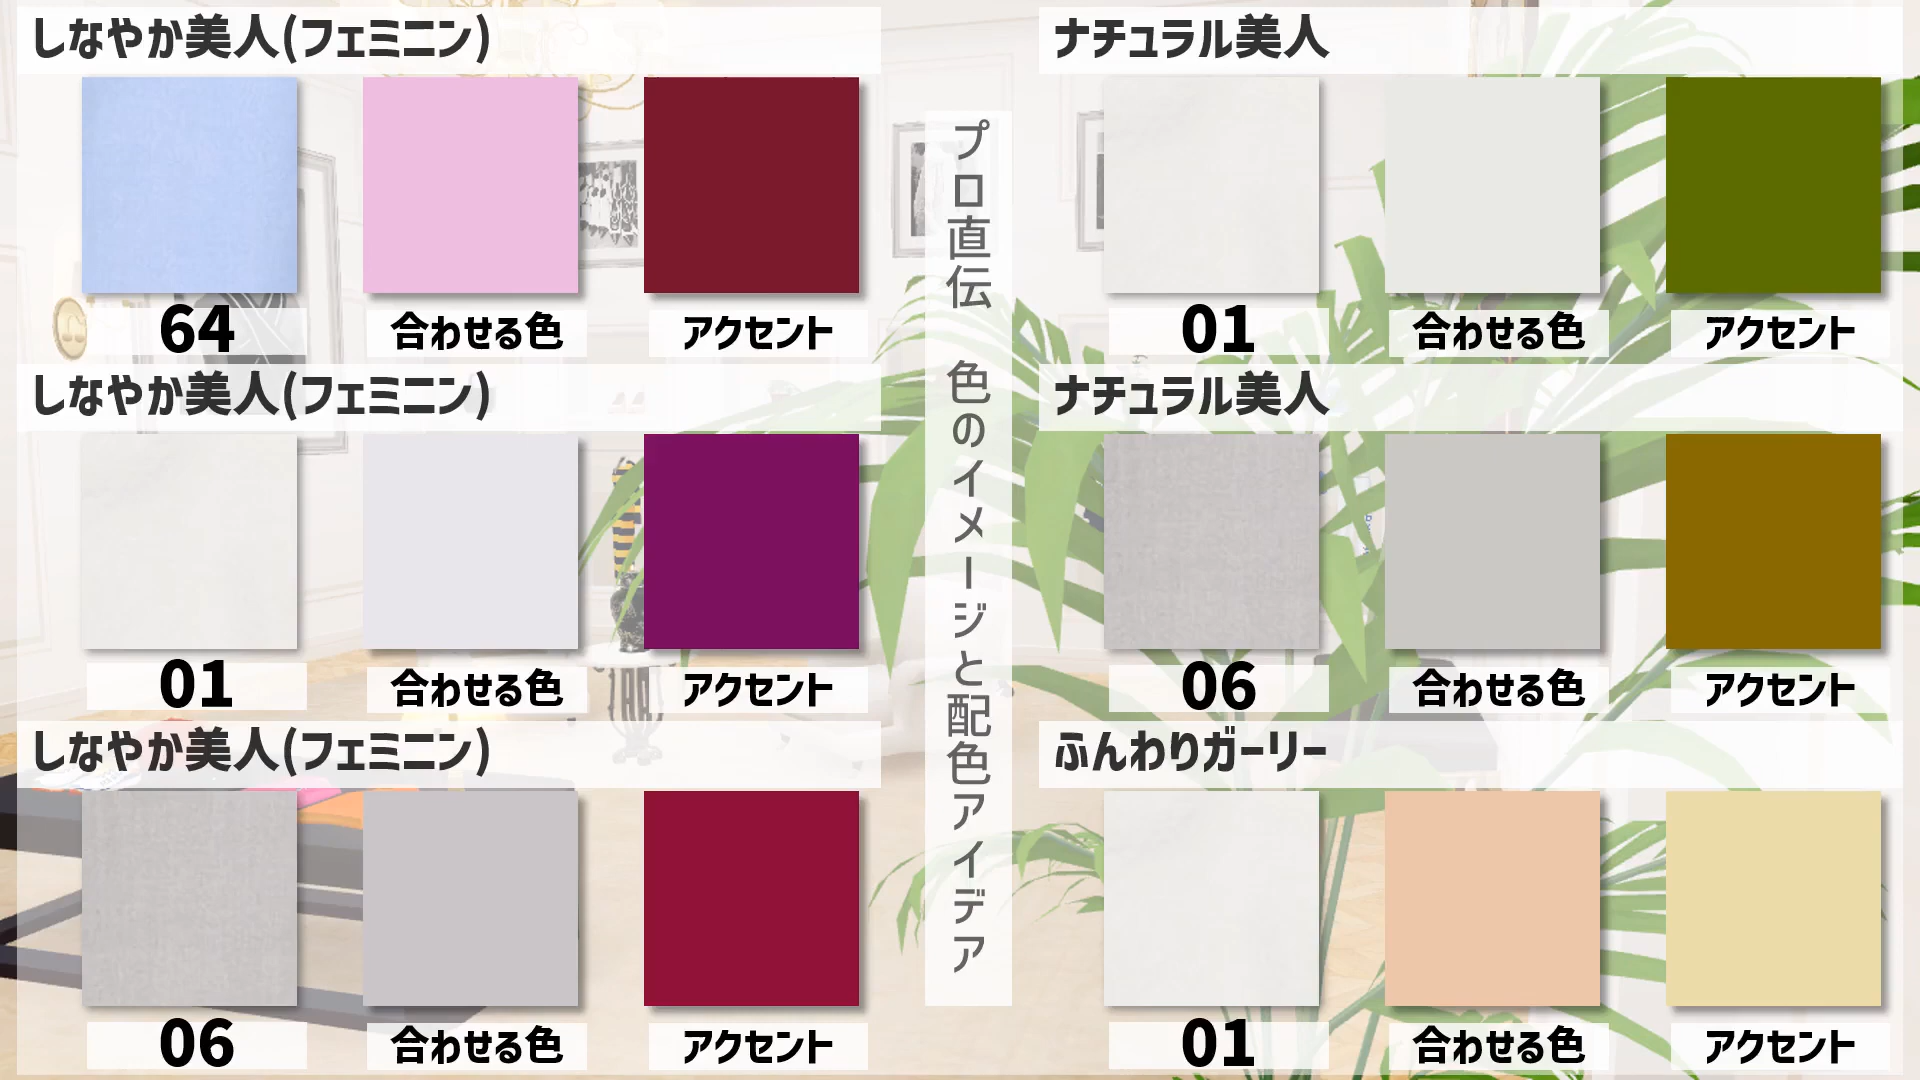 しなやか美人(フェミニン)
64
合わせる色
アクセント
しなやか美人(フェミニン)
01
合わせる色
アクセント
しなやか美人(フェミニン)
06
合わせる色
アクセント
プロ直伝 色のイメージと配色アイデア
ナチュラル美人
01
合わせる色
アクセント
ナチュラル美人
06
合わせる色
アクセント
ふんわりガーリー
01
合わせる色
アクセント